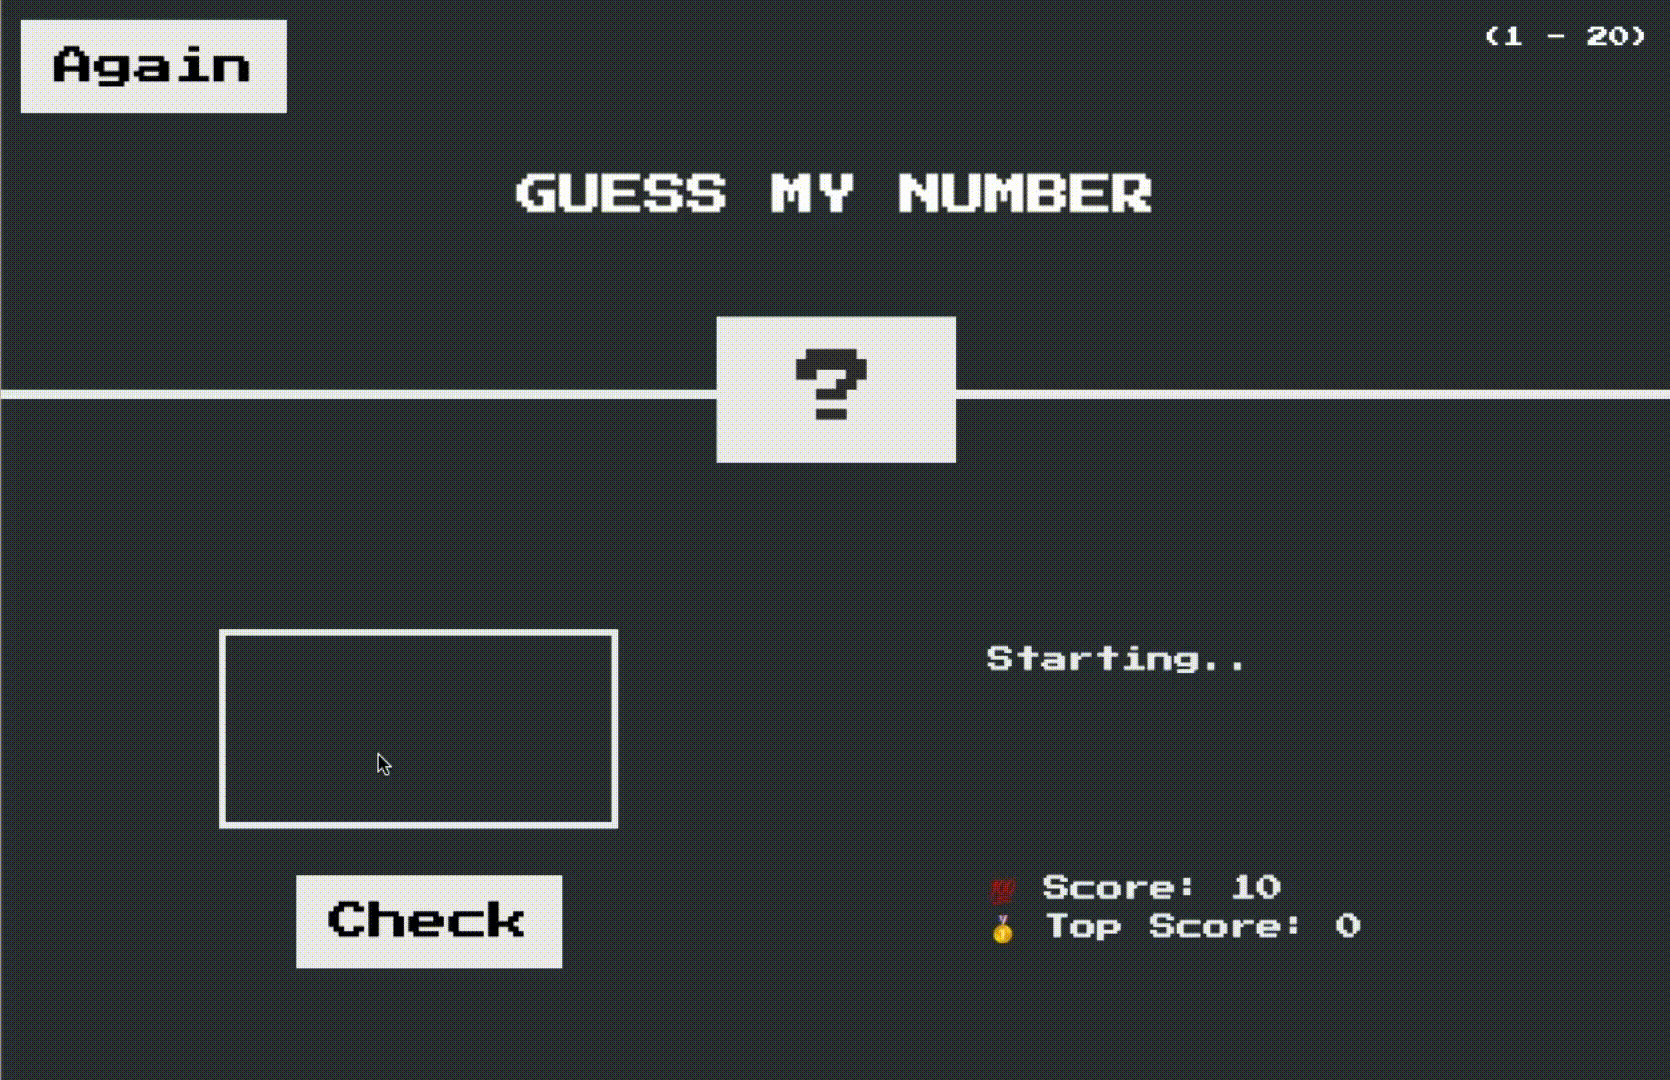 Again
(1 - 20)
GUESS MY NUMBER
?
Starting..
Check
💯 Score: 10
🥇 Top Score: 0